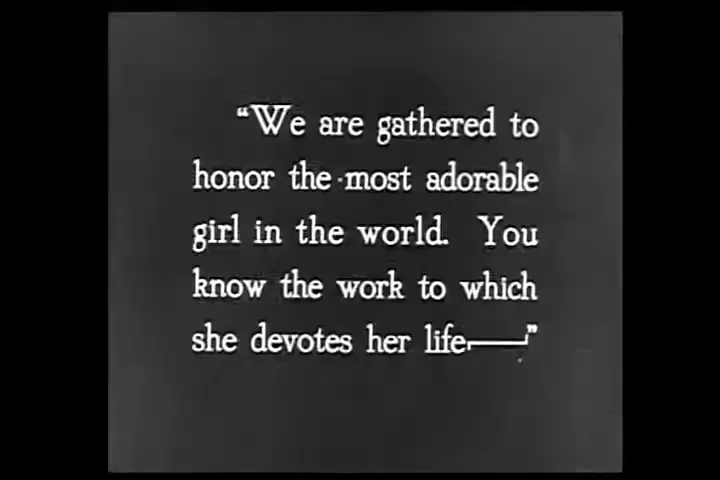 “We are gathered to
honor the most adorable
girl in the world. You
know the work to which
she devotes her life——”